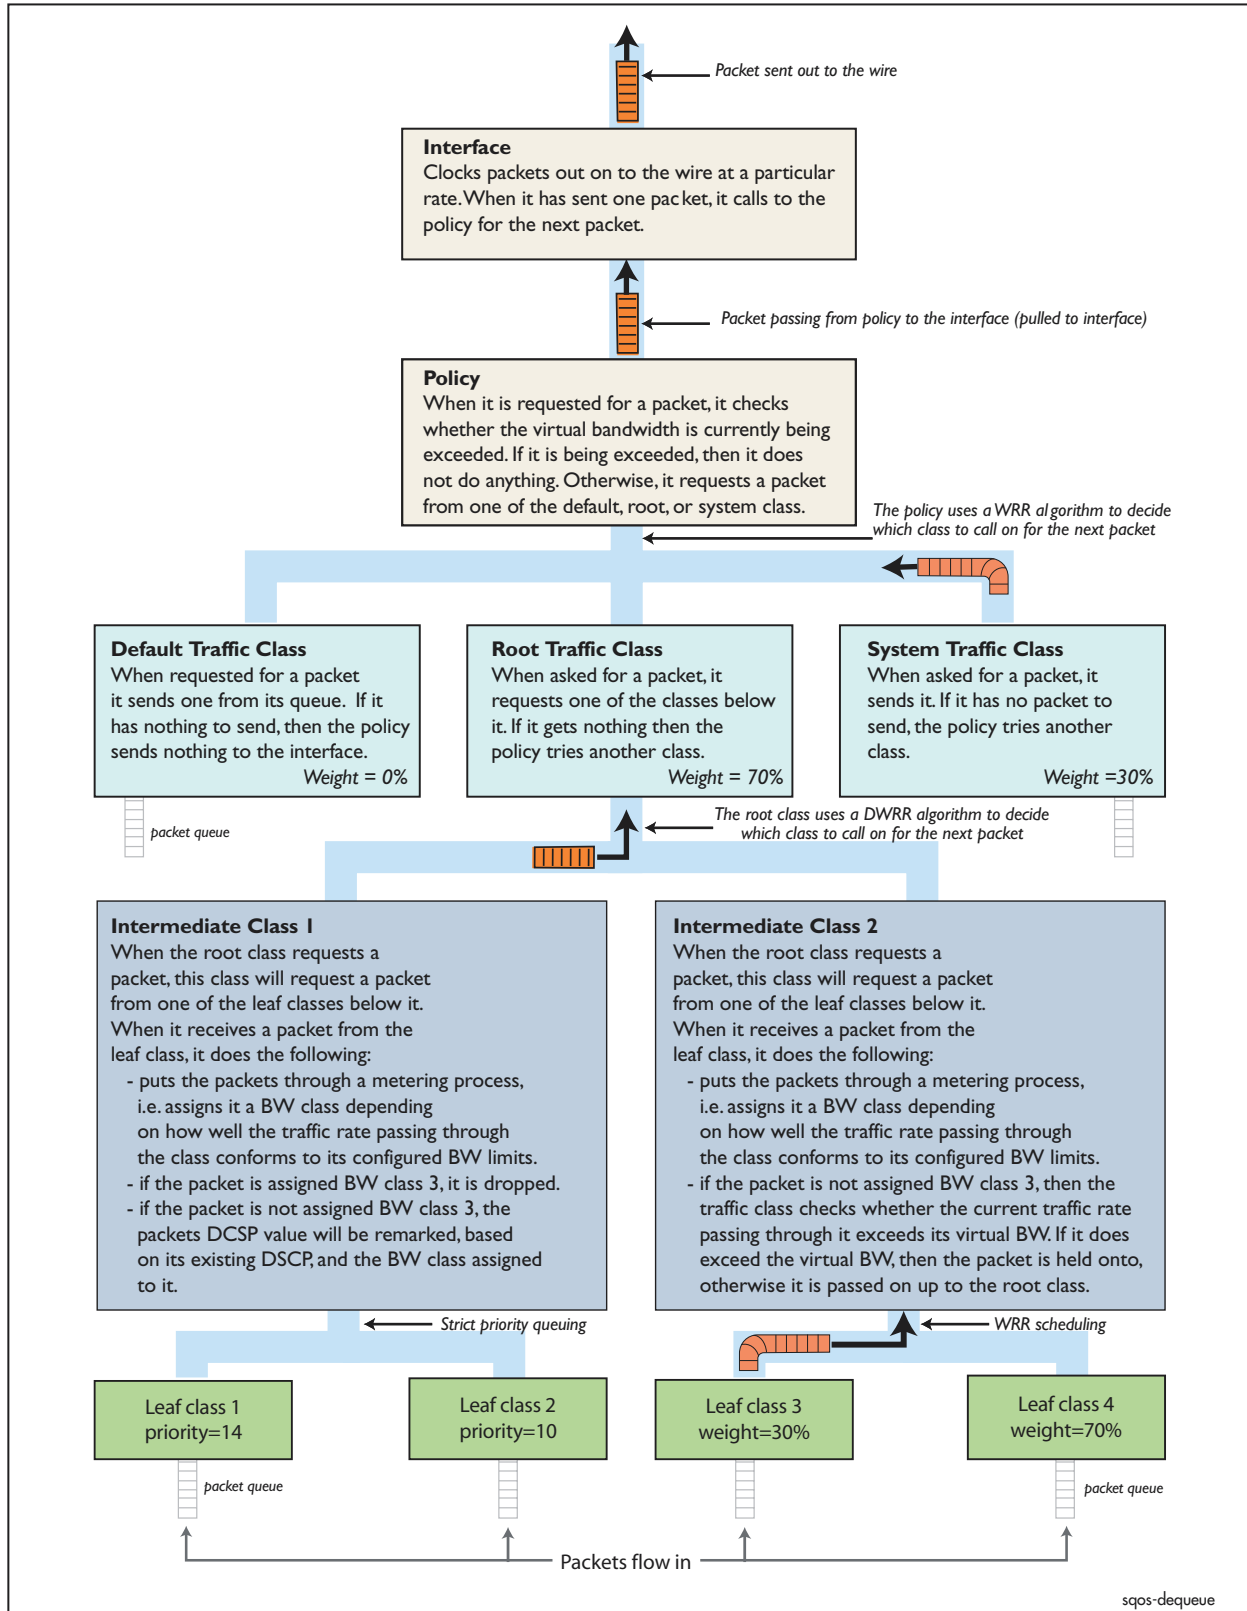 Packet sent out to the wire
Interface
Clocks packets out on to the wire at a particular
rate. When it has sent one packet, it calls to the
policy for the next packet.
Packet passing from policy to the interface (pulled to interface)
Policy
When it is requested for a packet, it checks
whether the virtual bandwidth is currently being
exceeded. If it is being exceeded, then it does
not do anything. Otherwise, it requests a packet
from one of the default, root, or system class.
The policy uses a WRR algorithm to decide
which class to call on for the next packet
Default Traffic Class
When requested for a packet
it sends one from its queue. If it
has nothing to send, then the policy
sends nothing to the interface.
Weight = 0%
packet queue
Root Traffic Class
When asked for a packet, it
requests one of the classes below
it. If it gets nothing then the
policy tries another class.
Weight = 70%
System Traffic Class
When asked for a packet, it
sends it. If it has no packet to
send, the policy tries another
class.
Weight =30%
The root class uses a DWRR algorithm to decide
which class to call on for the next packet
Intermediate Class 1
When the root class requests a
packet, this class will request a packet
from one of the leaf classes below it.
When it receives a packet from the
leaf class, it does the following:
- puts the packets through a metering process,
i.e. assigns it a BW class depending
on how well the traffic rate passing through
the class conforms to its configured BW limits.
- if the packet is assigned BW class 3, it is dropped.
- if the packet is not assigned BW class 3, the
packets DCSP value will be remarked, based
on its existing DSCP, and the BW class assigned
to it.
Intermediate Class 2
When the root class requests a
packet, this class will request a packet
from one of the leaf classes below it.
When it receives a packet from the
leaf class, it does the following:
- puts the packets through a metering process,
i.e. assigns it a BW class depending
on how well the traffic rate passing through
the class conforms to its configured BW limits.
- if the packet is not assigned BW class 3, then the
traffic class checks whether the current traffic rate
passing through it exceeds its virtual BW. If it does
exceed the virtual BW, then the packet is held onto,
otherwise it is passed on up to the root class.
Strict priority queuing
WRR scheduling
Leaf class 1
priority=14
Leaf class 2
priority=10
Leaf class 3
weight=30%
Leaf class 4
weight=70%
packet queue
packet queue
Packets flow in
sqos-dequeue